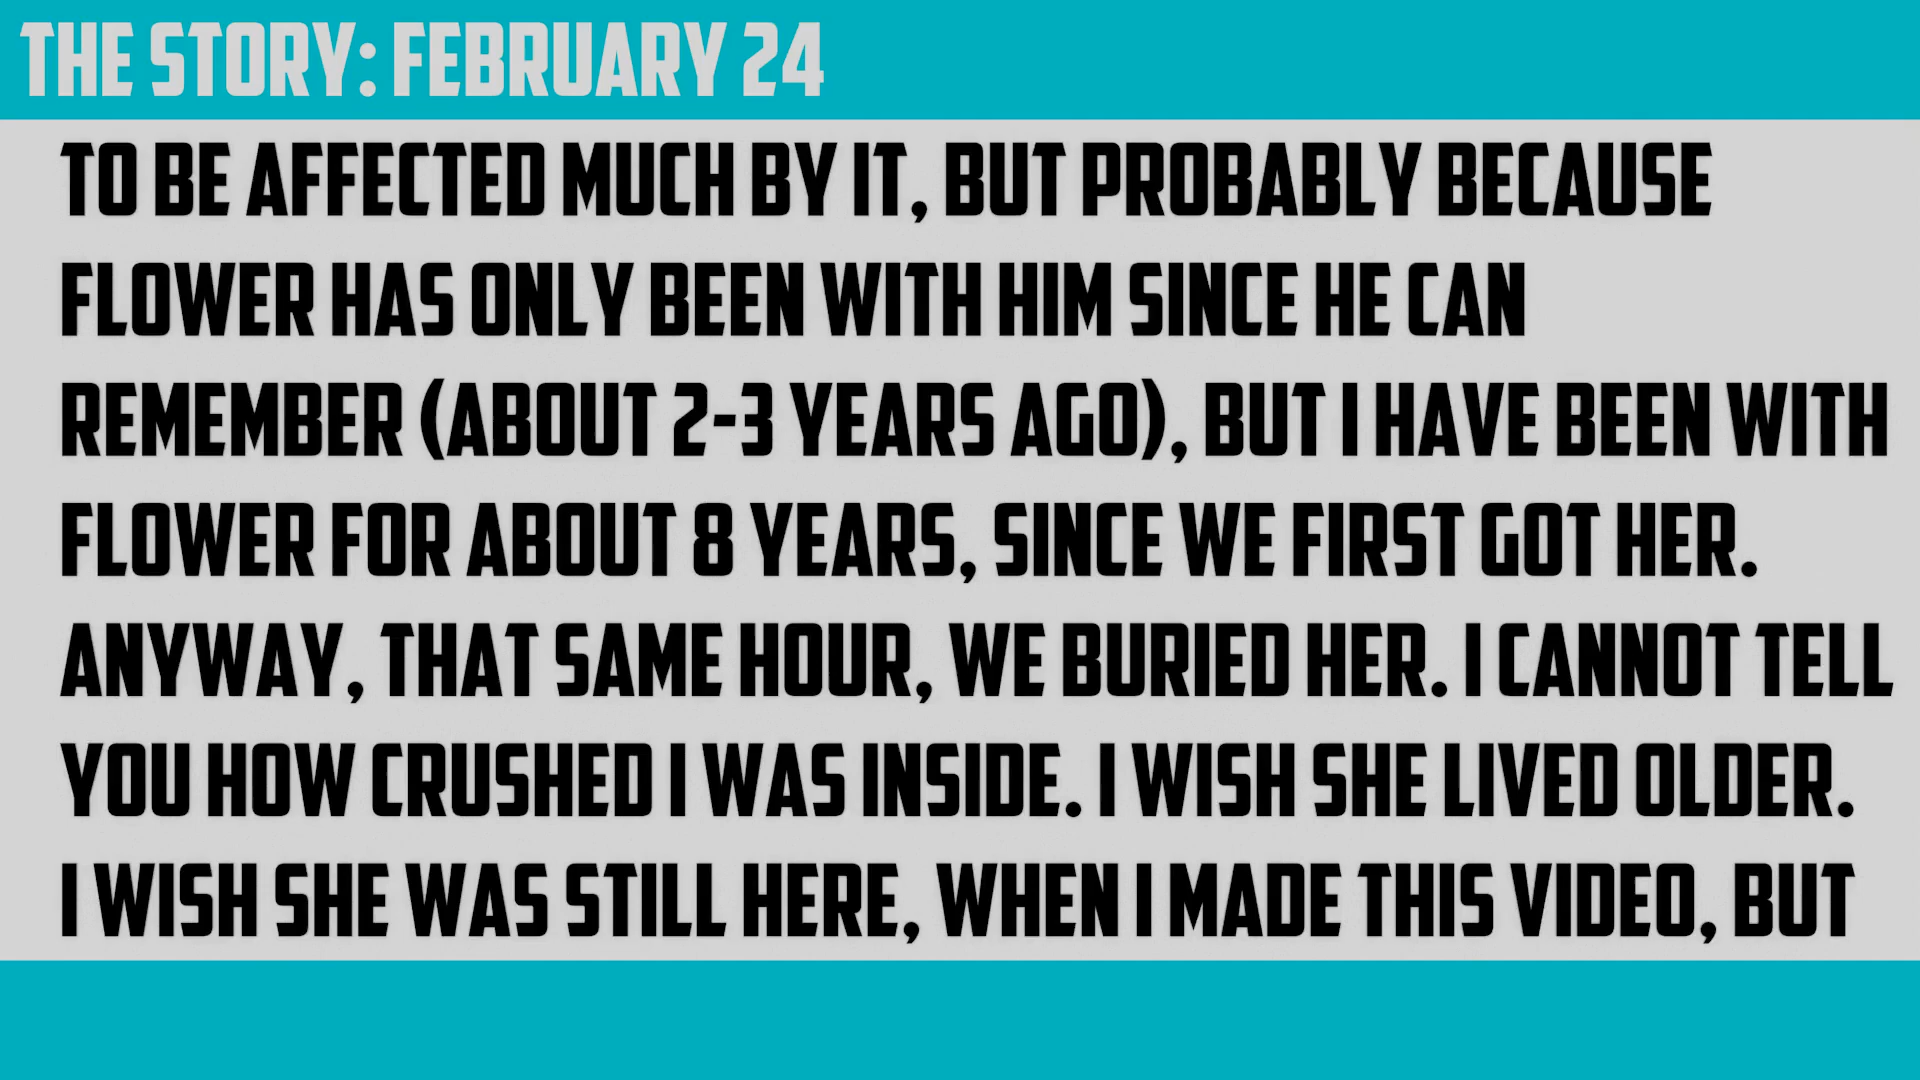 THE STORY: FEBRUARY 24
TO BE AFFECTED MUCH BY IT, BUT PROBABLY BECAUSE
FLOWER HAS ONLY BEEN WITH HIM SINCE HE CAN
REMEMBER (ABOUT 2-3 YEARS AGO), BUT I HAVE BEEN WITH
FLOWER FOR ABOUT 8 YEARS, SINCE WE FIRST GOT HER.
ANYWAY, THAT SAME HOUR, WE BURIED HER. I CANNOT TELL
YOU HOW CRUSHED I WAS INSIDE. I WISH SHE LIVED OLDER.
I WISH SHE WAS STILL HERE, WHEN I MADE THIS VIDEO, BUT